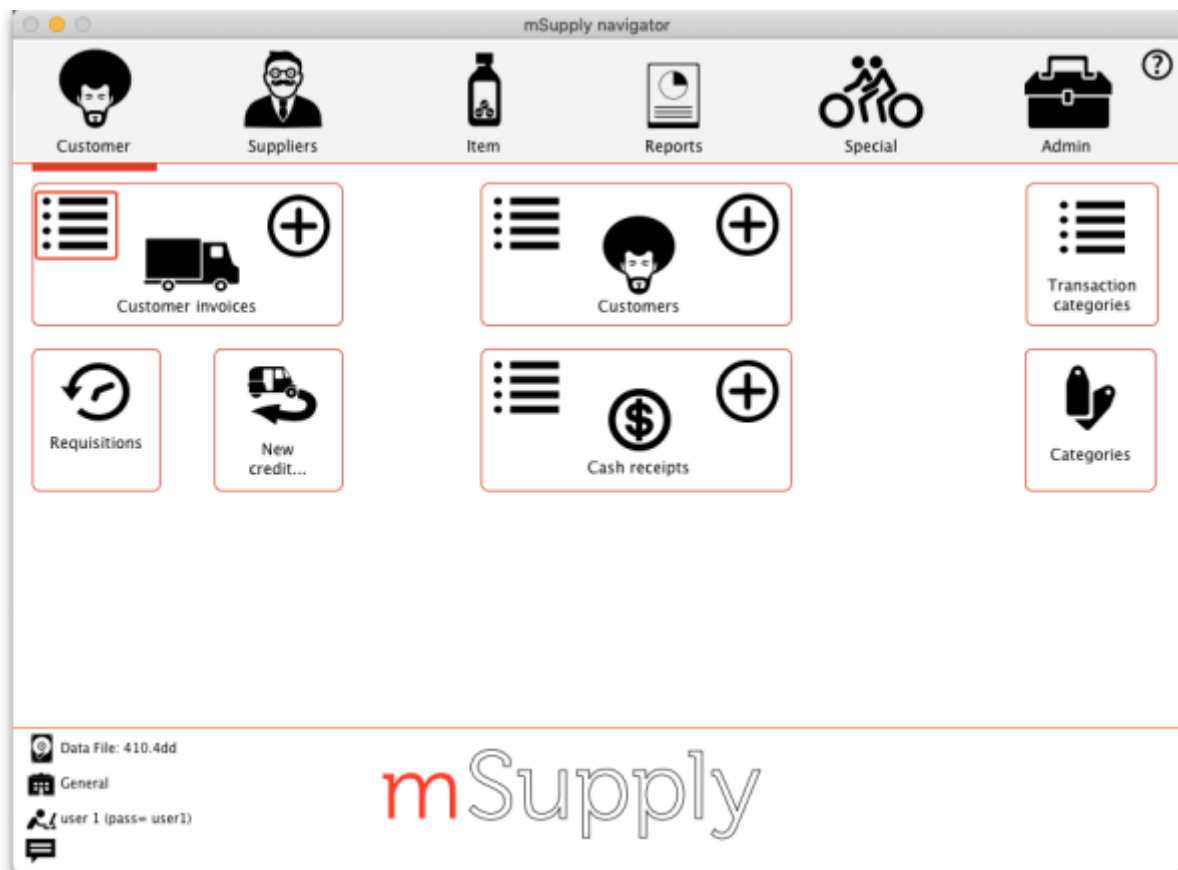 mSupply navigator
Customer
Suppliers
Item
Reports
Special
Admin
?
Customer invoices
Customers
Transaction
categories
Requisitions
New
credit...
$
Cash receipts
Categories
Data File: 410.4dd
General
user 1 (pass= user1)
mSupply